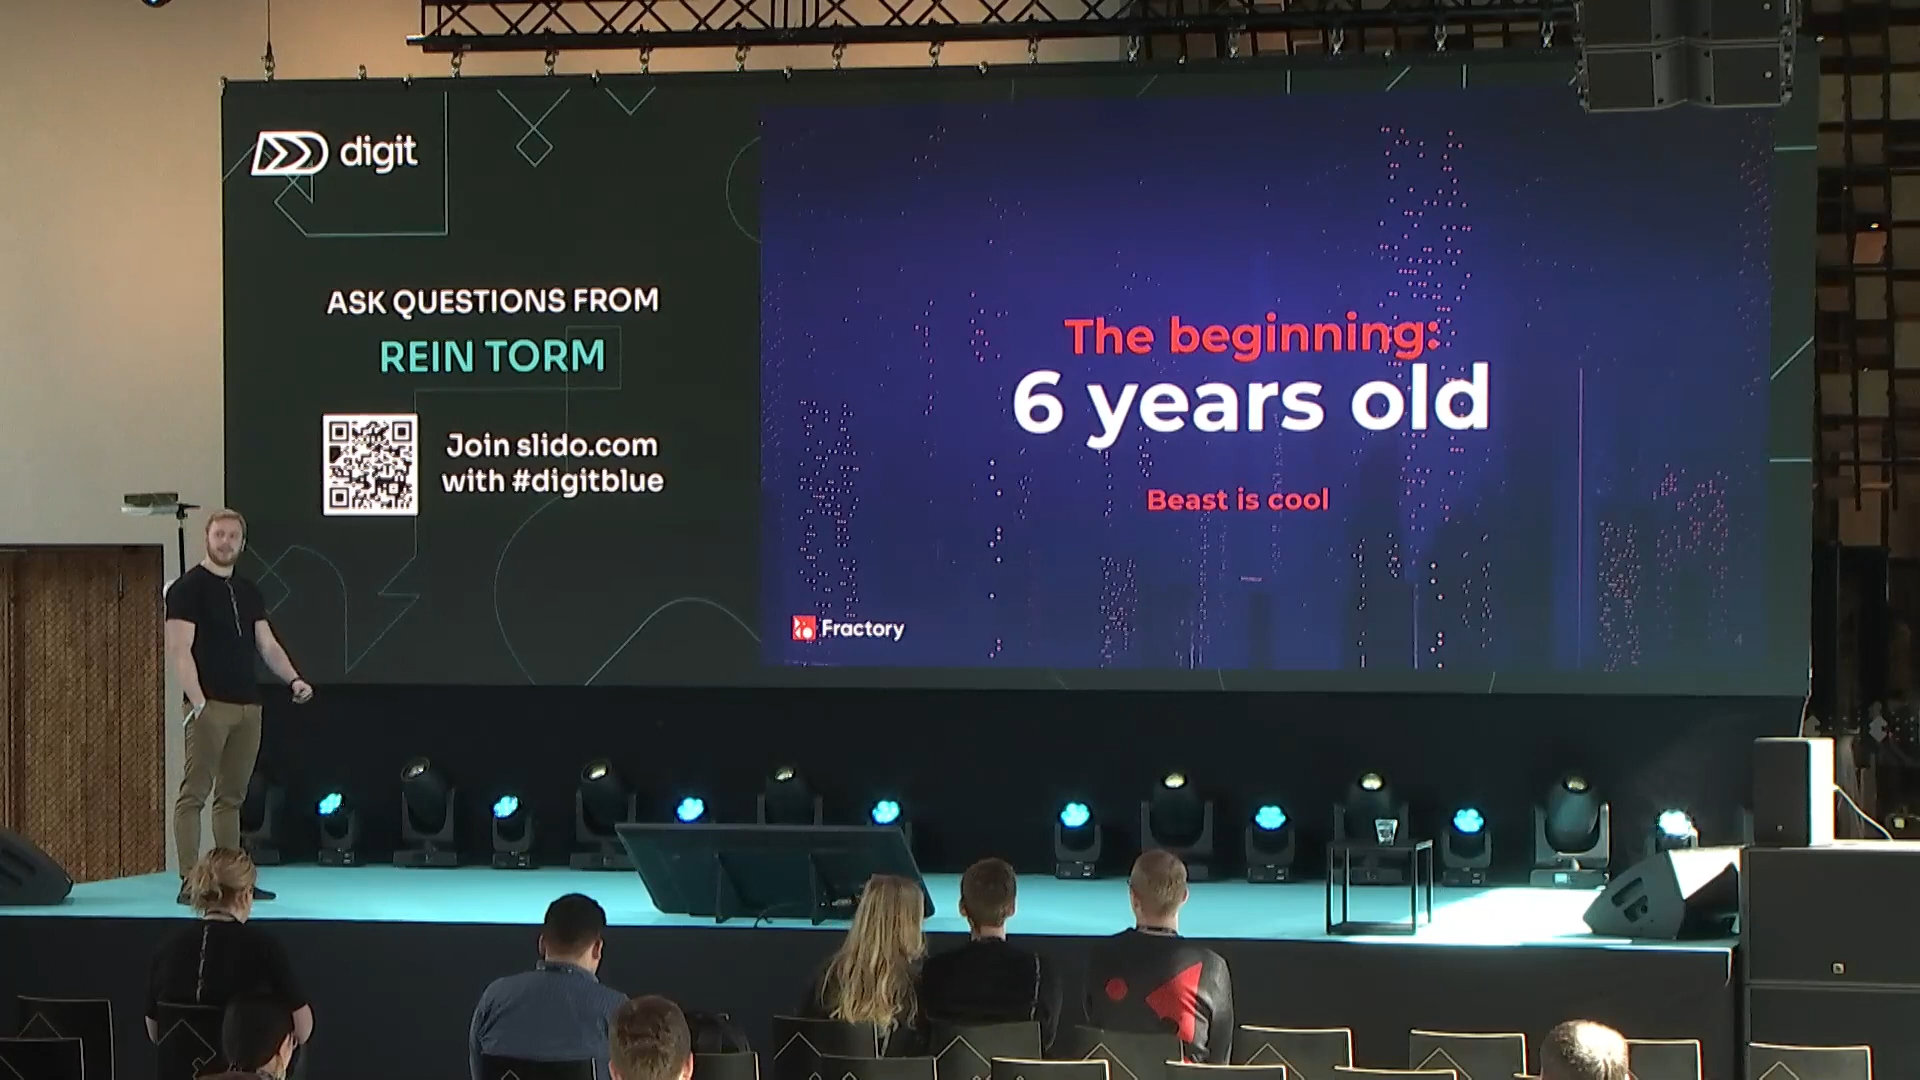 digit
ASK QUESTIONS FROM
REIN TORM
Join slido.com
with #digitblue
The beginning:
6 years old
Beast is cool
Fractory